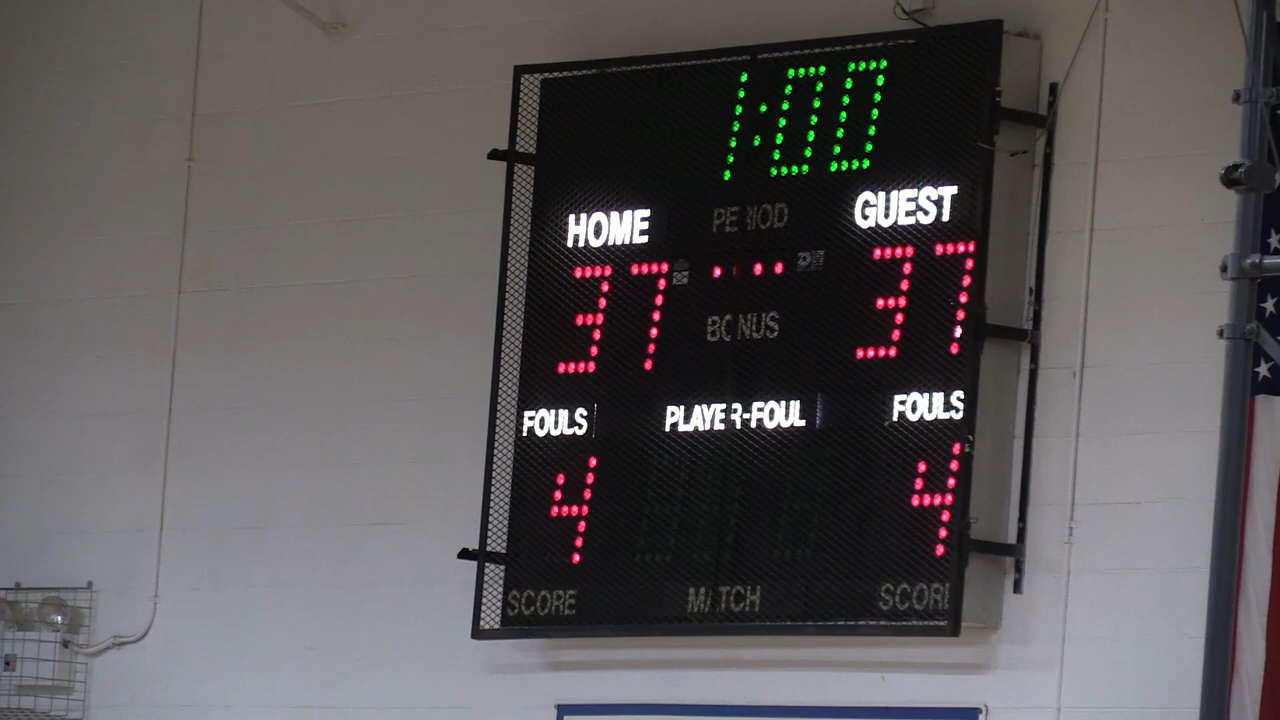 1:00
HOME PERIOD GUEST
37 37
BONUS
FOULS PLAYER-FOUL FOULS
4 4
SCORE MATCH SCORE